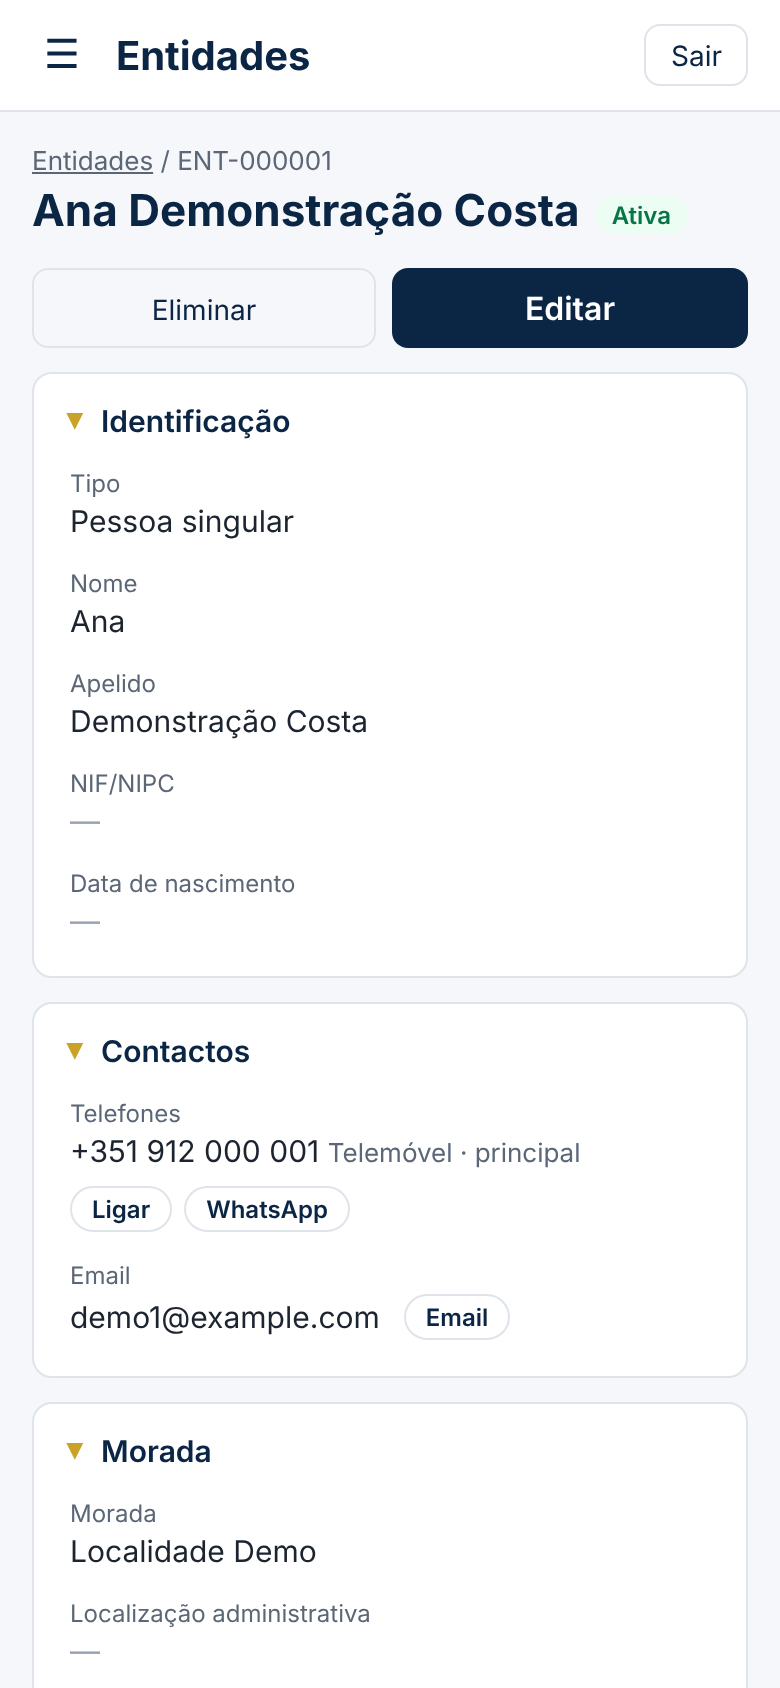 ☰ Entidades Sair
Entidades / ENT-000001
Ana Demonstração Costa Ativa
Eliminar Editar
▼ Identificação
Tipo
Pessoa singular
Nome
Ana
Apelido
Demonstração Costa
NIF/NIPC
—
Data de nascimento
—
▼ Contactos
Telefones
+351 912 000 001 Telemóvel · principal
Ligar WhatsApp
Email
demo1@example.com Email
▼ Morada
Morada
Localidade Demo
Localização administrativa
—